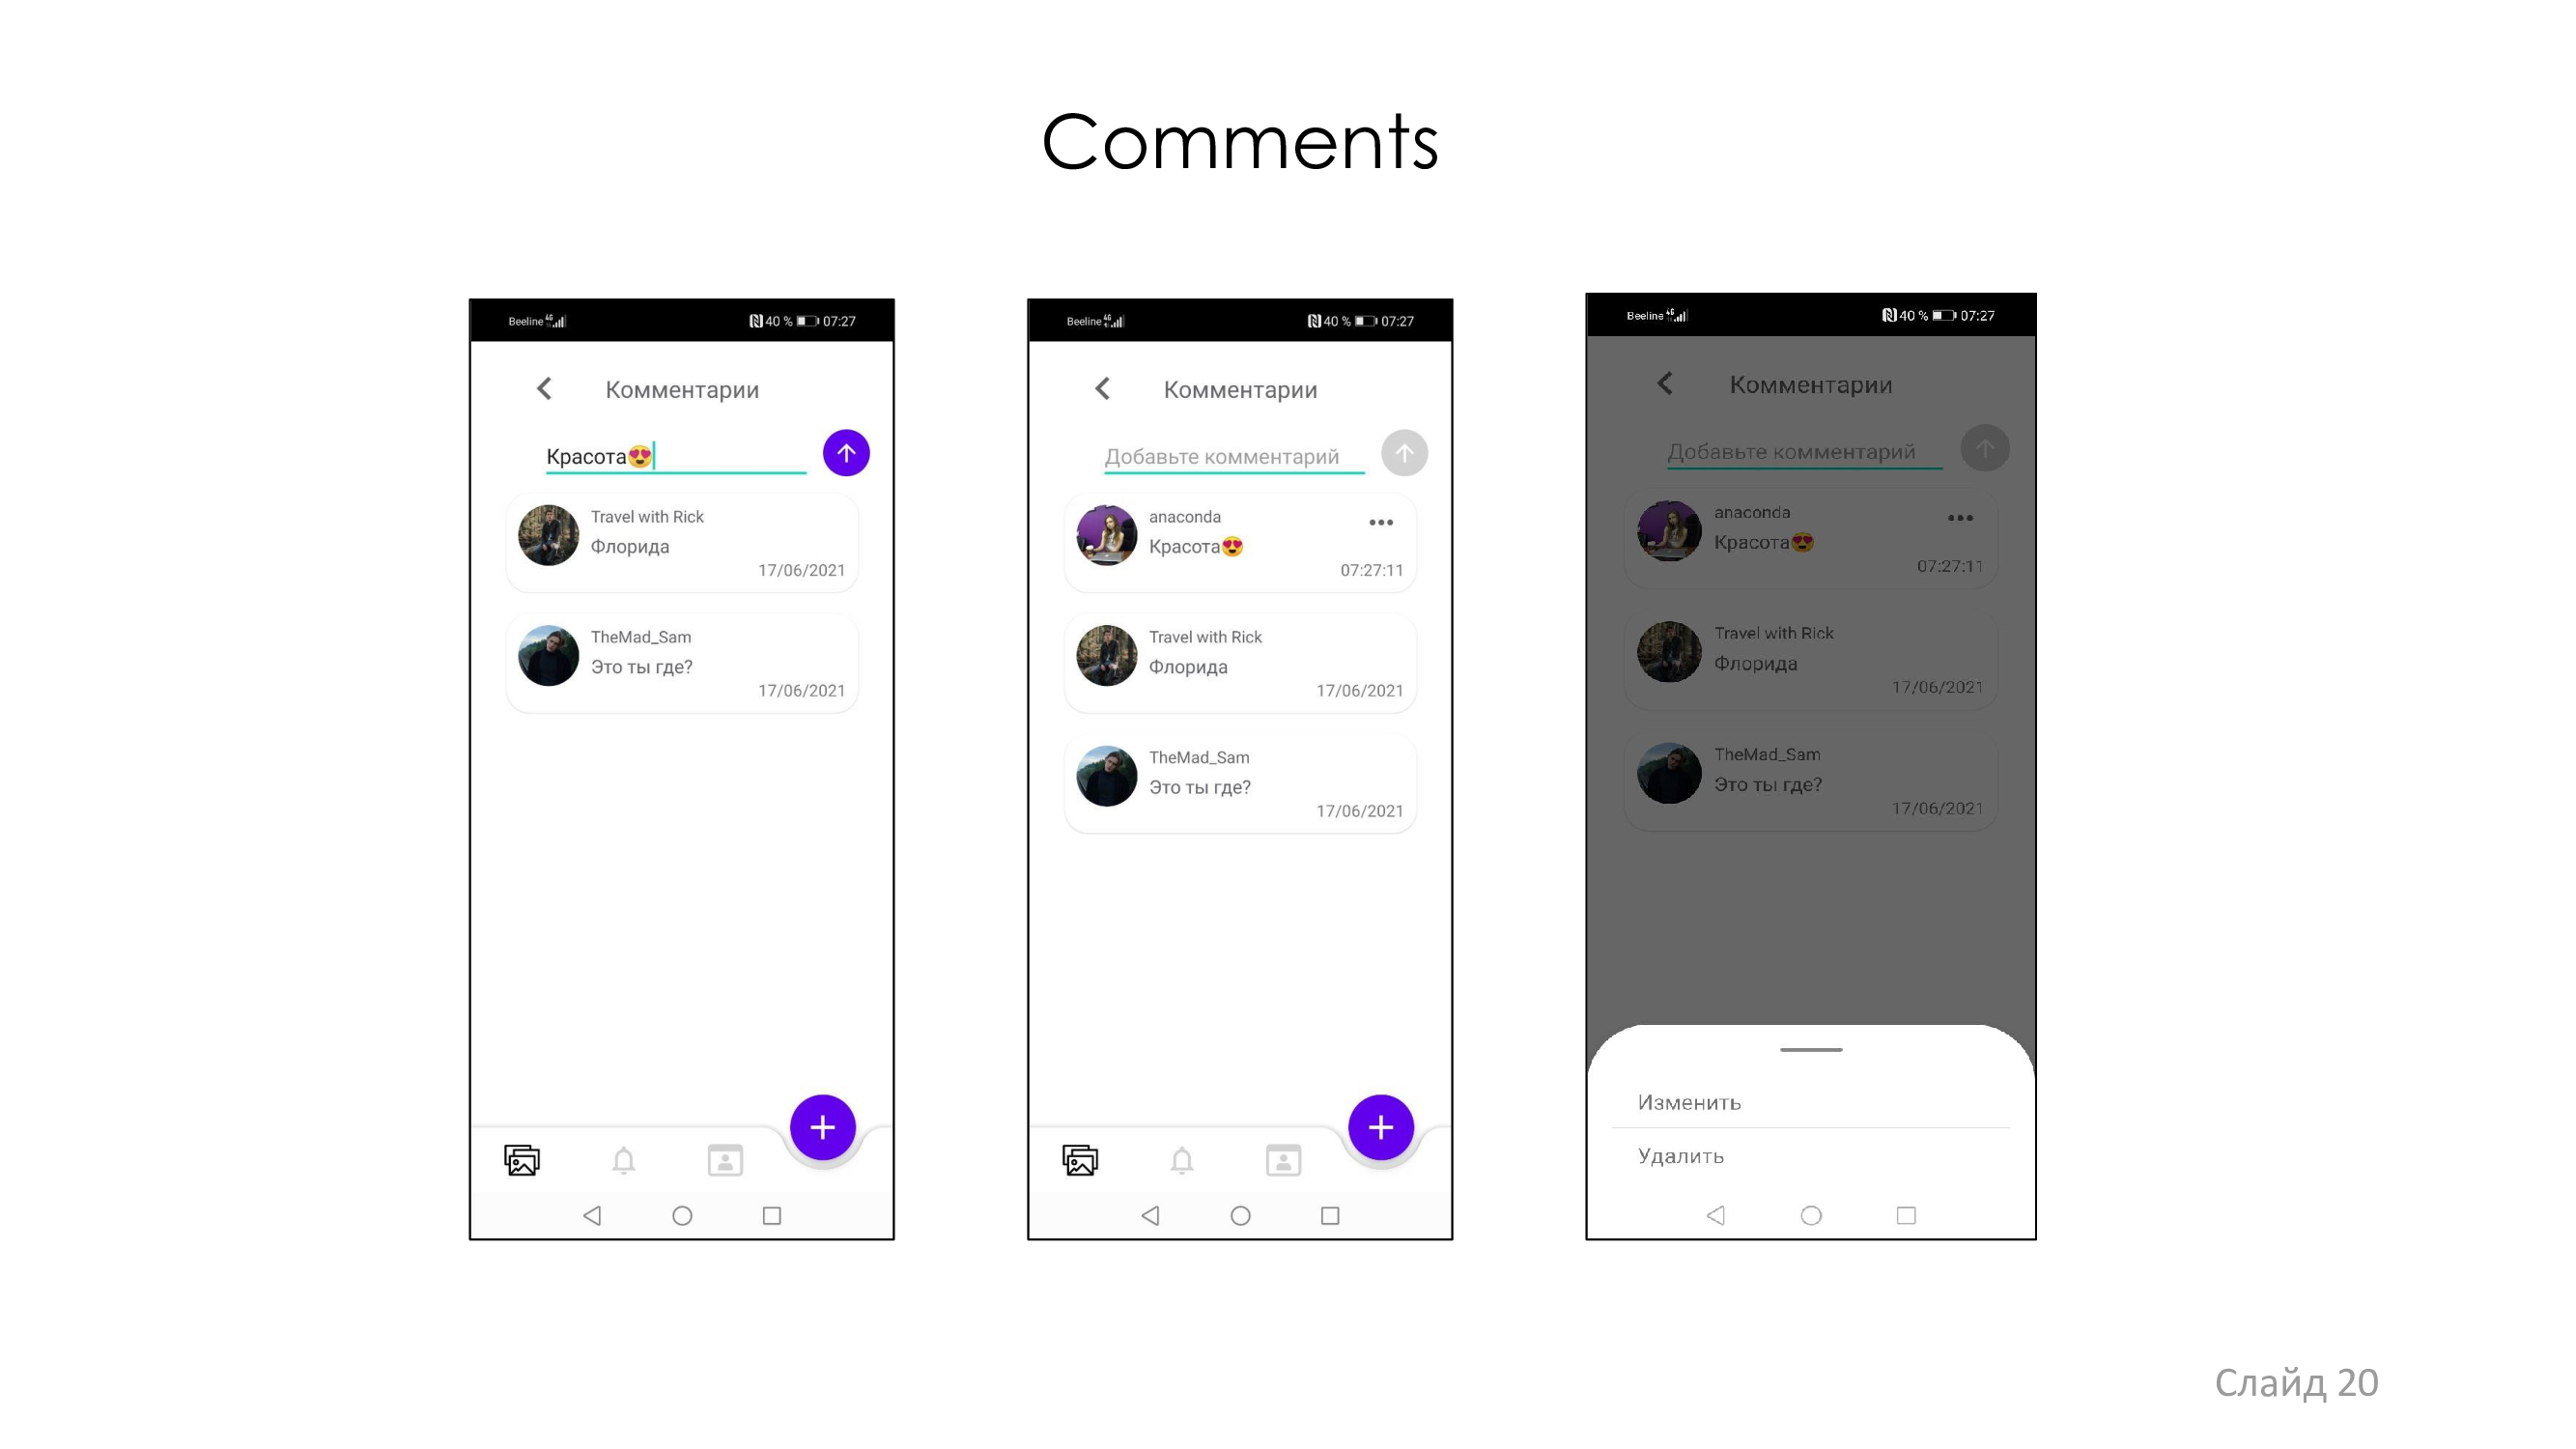 Comments
Beeline 4G 40 % 07:27
Комментарии
Красота😍
Travel with Rick
Флорида
17/06/2021
TheMad_Sam
Это ты где?
17/06/2021
Beeline 4G 40 % 07:27
Комментарии
Добавьте комментарий
anaconda
Красота😍
07:27:11
Travel with Rick
Флорида
17/06/2021
TheMad_Sam
Это ты где?
17/06/2021
Beeline 4G 40 % 07:27
Комментарии
Добавьте комментарий
anaconda
Красота😍
07:27:11
Travel with Rick
Флорида
17/06/2021
TheMad_Sam
Это ты где?
17/06/2021
Изменить
Удалить
Слайд 20